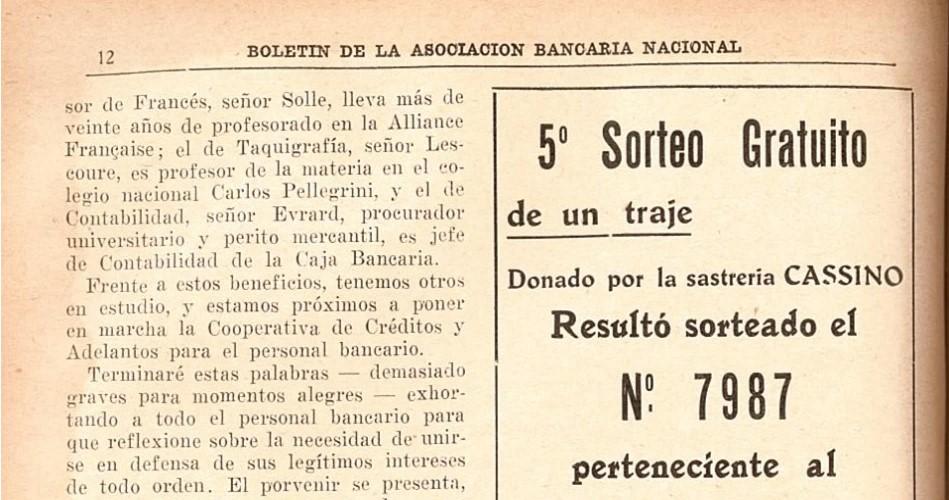 12
BOLETIN DE LA ASOCIACION BANCARIA NACIONAL
sor de Francés, señor Solle, lleva más de
veinte años de profesorado en la Alliance
Française; el de Taquigrafía, señor Les-
coure, es profesor de la materia en el co-
legio nacional Carlos Pellegrini, y el de
Contabilidad, señor Evrard, procurador
universitario y perito mercantil, es jefe
de Contabilidad de la Caja Bancaria.
Frente a estos beneficios, tenemos otros
en estudio, y estamos próximos a poner
en marcha la Cooperativa de Créditos y
Adelantos para el personal bancario.
Terminaré estas palabras — demasiado
graves para momentos alegres — exhor-
tando a todo el personal bancario para
que reflexione sobre la necesidad de unir-
se en defensa de sus legítimos intereses
de todo orden. El porvenir se presenta,
5º Sorteo Gratuito
de un traje
Donado por la sastreria CASSINO
Resultó sorteado el
Nº 7987
perteneciente al